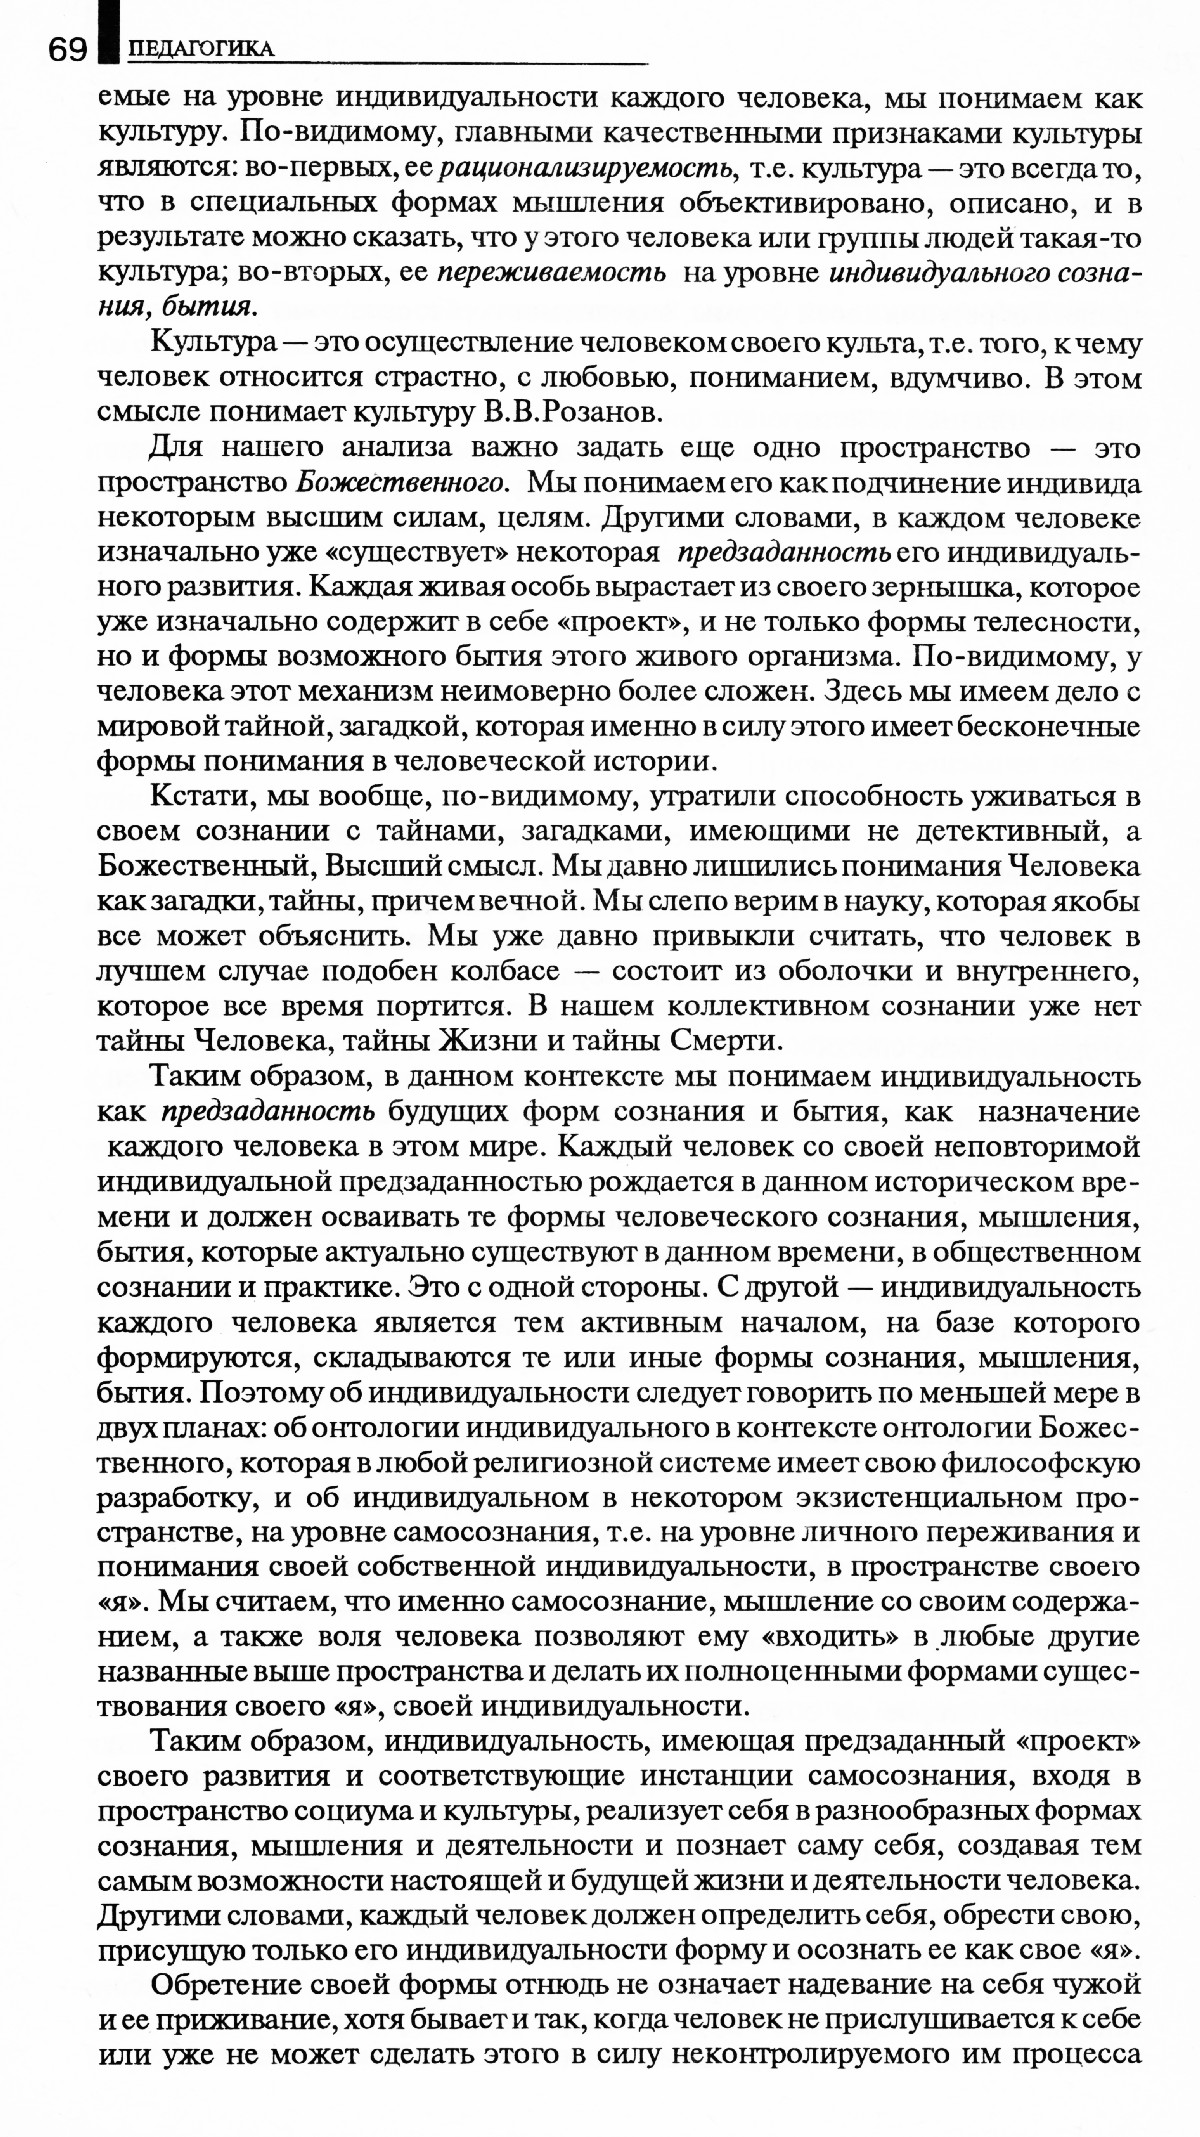 69 ПЕДАГОГИКА
емые на уровне индивидуальности каждого человека, мы понимаем как
культуру. По-видимому, главными качественными признаками культуры
являются: во-первых, ее рационализируемость, т.е. культура — это всегда то,
что в специальных формах мышления объективировано, описано, и в
результате можно сказать, что у этого человека или группы людей такая-то
культура; во-вторых, ее переживаемость на уровне индивидуального созна-
ния, бытия.
Культура — это осуществление человеком своего культа, т.е. того, к чему
человек относится страстно, с любовью, пониманием, вдумчиво. В этом
смысле понимает культуру В.В.Розанов.
Для нашего анализа важно задать еще одно пространство — это
пространство Божественного. Мы понимаем его как подчинение индивида
некоторым высшим силам, целям. Другими словами, в каждом человеке
изначально уже «существует» некоторая предзаданность его индивидуаль-
ного развития. Каждая живая особь вырастает из своего зернышка, которое
уже изначально содержит в себе «проект», и не только формы телесности,
но и формы возможного бытия этого живого организма. По-видимому, у
человека этот механизм неимоверно более сложен. Здесь мы имеем дело с
мировой тайной, загадкой, которая именно в силу этого имеет бесконечные
формы понимания в человеческой истории.
Кстати, мы вообще, по-видимому, утратили способность уживаться в
своем сознании с тайнами, загадками, имеющими не детективный, а
Божественный, Высший смысл. Мы давно лишились понимания Человека
как загадки, тайны, причем вечной. Мы слепо верим в науку, которая якобы
все может объяснить. Мы уже давно привыкли считать, что человек в
лучшем случае подобен колбасе — состоит из оболочки и внутреннего,
которое все время портится. В нашем коллективном сознании уже нет
тайны Человека, тайны Жизни и тайны Смерти.
Таким образом, в данном контексте мы понимаем индивидуальность
как предзаданность будущих форм сознания и бытия, как назначение
каждого человека в этом мире. Каждый человек со своей неповторимой
индивидуальной предзаданностью рождается в данном историческом вре-
мени и должен осваивать те формы человеческого сознания, мышления,
бытия, которые актуально существуют в данном времени, в общественном
сознании и практике. Это с одной стороны. С другой — индивидуальность
каждого человека является тем активным началом, на базе которого
формируются, складываются те или иные формы сознания, мышления,
бытия. Поэтому об индивидуальности следует говорить по меньшей мере в
двух планах: об онтологии индивидуального в контексте онтологии Божес-
твенного, которая в любой религиозной системе имеет свою философскую
разработку, и об индивидуальном в некотором экзистенциальном про-
странстве, на уровне самосознания, т.е. на уровне личного переживания и
понимания своей собственной индивидуальности, в пространстве своего
«я». Мы считаем, что именно самосознание, мышление со своим содержа-
нием, а также воля человека позволяют ему «входить» в любые другие
названные выше пространства и делать их полноценными формами сущес-
твования своего «я», своей индивидуальности.
Таким образом, индивидуальность, имеющая предзаданный «проект»
своего развития и соответствующие инстанции самосознания, входя в
пространство социума и культуры, реализует себя в разнообразных формах
сознания, мышления и деятельности и познает саму себя, создавая тем
самым возможности настоящей и будущей жизни и деятельности человека.
Другими словами, каждый человек должен определить себя, обрести свою,
присущую только его индивидуальности форму и осознать ее как свое «я».
Обретение своей формы отнюдь не означает надевание на себя чужой
и ее приживание, хотя бывает и так, когда человек не прислушивается к себе
или уже не может сделать этого в силу неконтролируемого им процесса